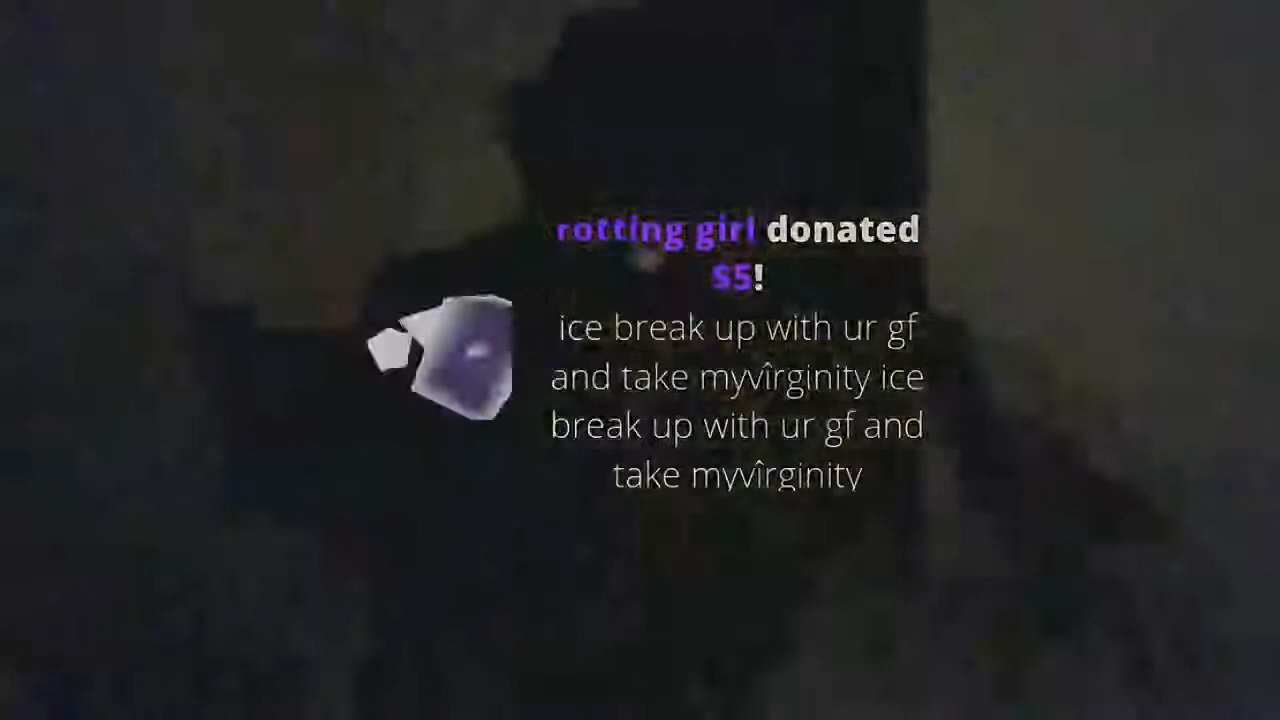 rotting girl donated
$5!
ice break up with ur gf
and take myvîrginity ice
break up with ur gf and
take myvîrginity